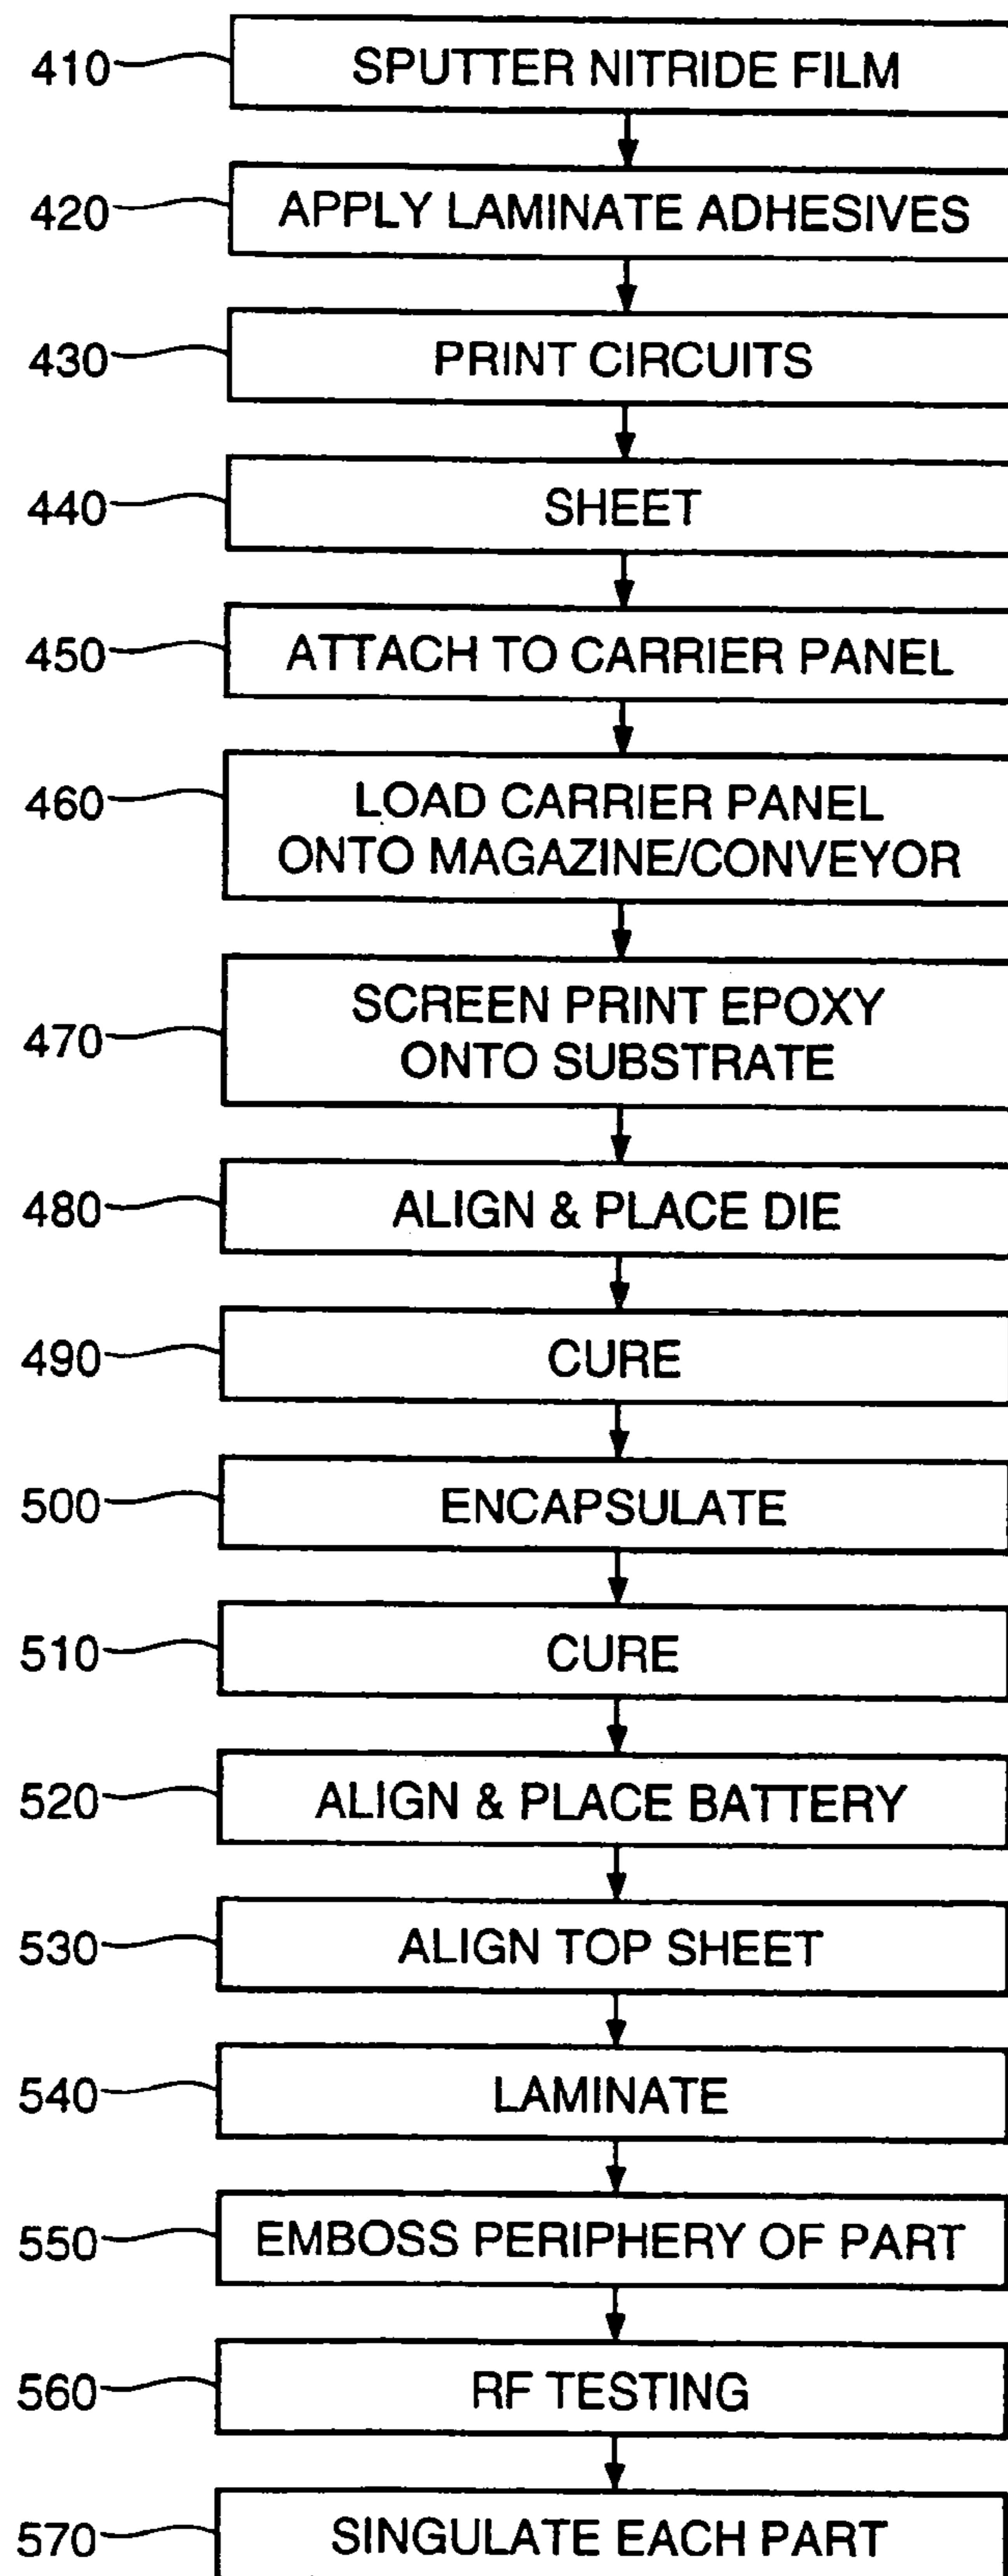 410 SPUTTER NITRIDE FILM
420 APPLY LAMINATE ADHESIVES
430 PRINT CIRCUITS
440 SHEET
450 ATTACH TO CARRIER PANEL
460 LOAD CARRIER PANEL
ONTO MAGAZINE/CONVEYOR
470 SCREEN PRINT EPOXY
ONTO SUBSTRATE
480 ALIGN & PLACE DIE
490 CURE
500 ENCAPSULATE
510 CURE
520 ALIGN & PLACE BATTERY
530 ALIGN TOP SHEET
540 LAMINATE
550 EMBOSS PERIPHERY OF PART
560 RF TESTING
570 SINGULATE EACH PART